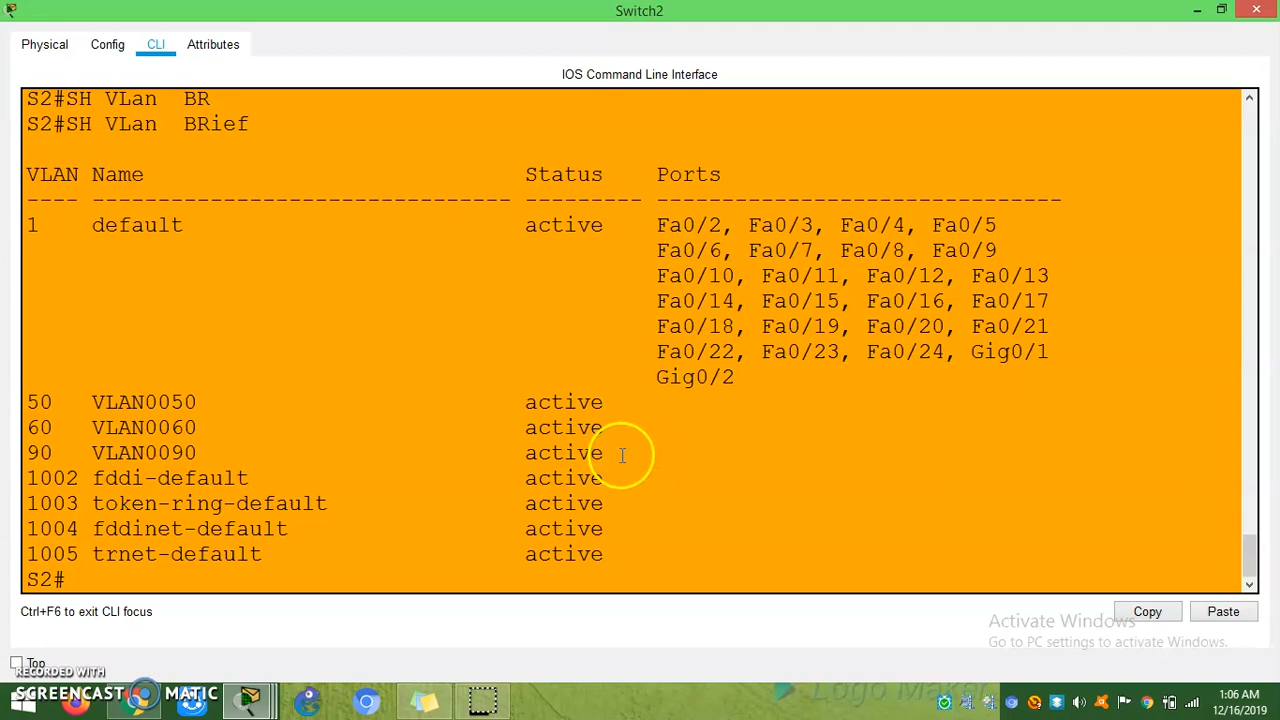 Switch2
Physical Config CLI Attributes
IOS Command Line Interface
S2#SH VLan  BR
S2#SH VLan  BRief
VLAN Name                             Status    Ports
---- -------------------------------- --------- -------------------------------
1    default                          active    Fa0/2, Fa0/3, Fa0/4, Fa0/5
Fa0/6, Fa0/7, Fa0/8, Fa0/9
Fa0/10, Fa0/11, Fa0/12, Fa0/13
Fa0/14, Fa0/15, Fa0/16, Fa0/17
Fa0/18, Fa0/19, Fa0/20, Fa0/21
Fa0/22, Fa0/23, Fa0/24, Gig0/1
Gig0/2
50   VLAN0050                         active
60   VLAN0060                         active
90   VLAN0090                         active
1002 fddi-default                     active
1003 token-ring-default               active
1004 fddinet-default                  active
1005 trnet-default                    active
S2#
Ctrl+F6 to exit CLI focus
Copy Paste
Activate Windows
Go to PC settings to activate Windows.
Top
RECORDED WITH
SCREENCAST MATIC
Logo Maker
1:06 AM
12/16/2019